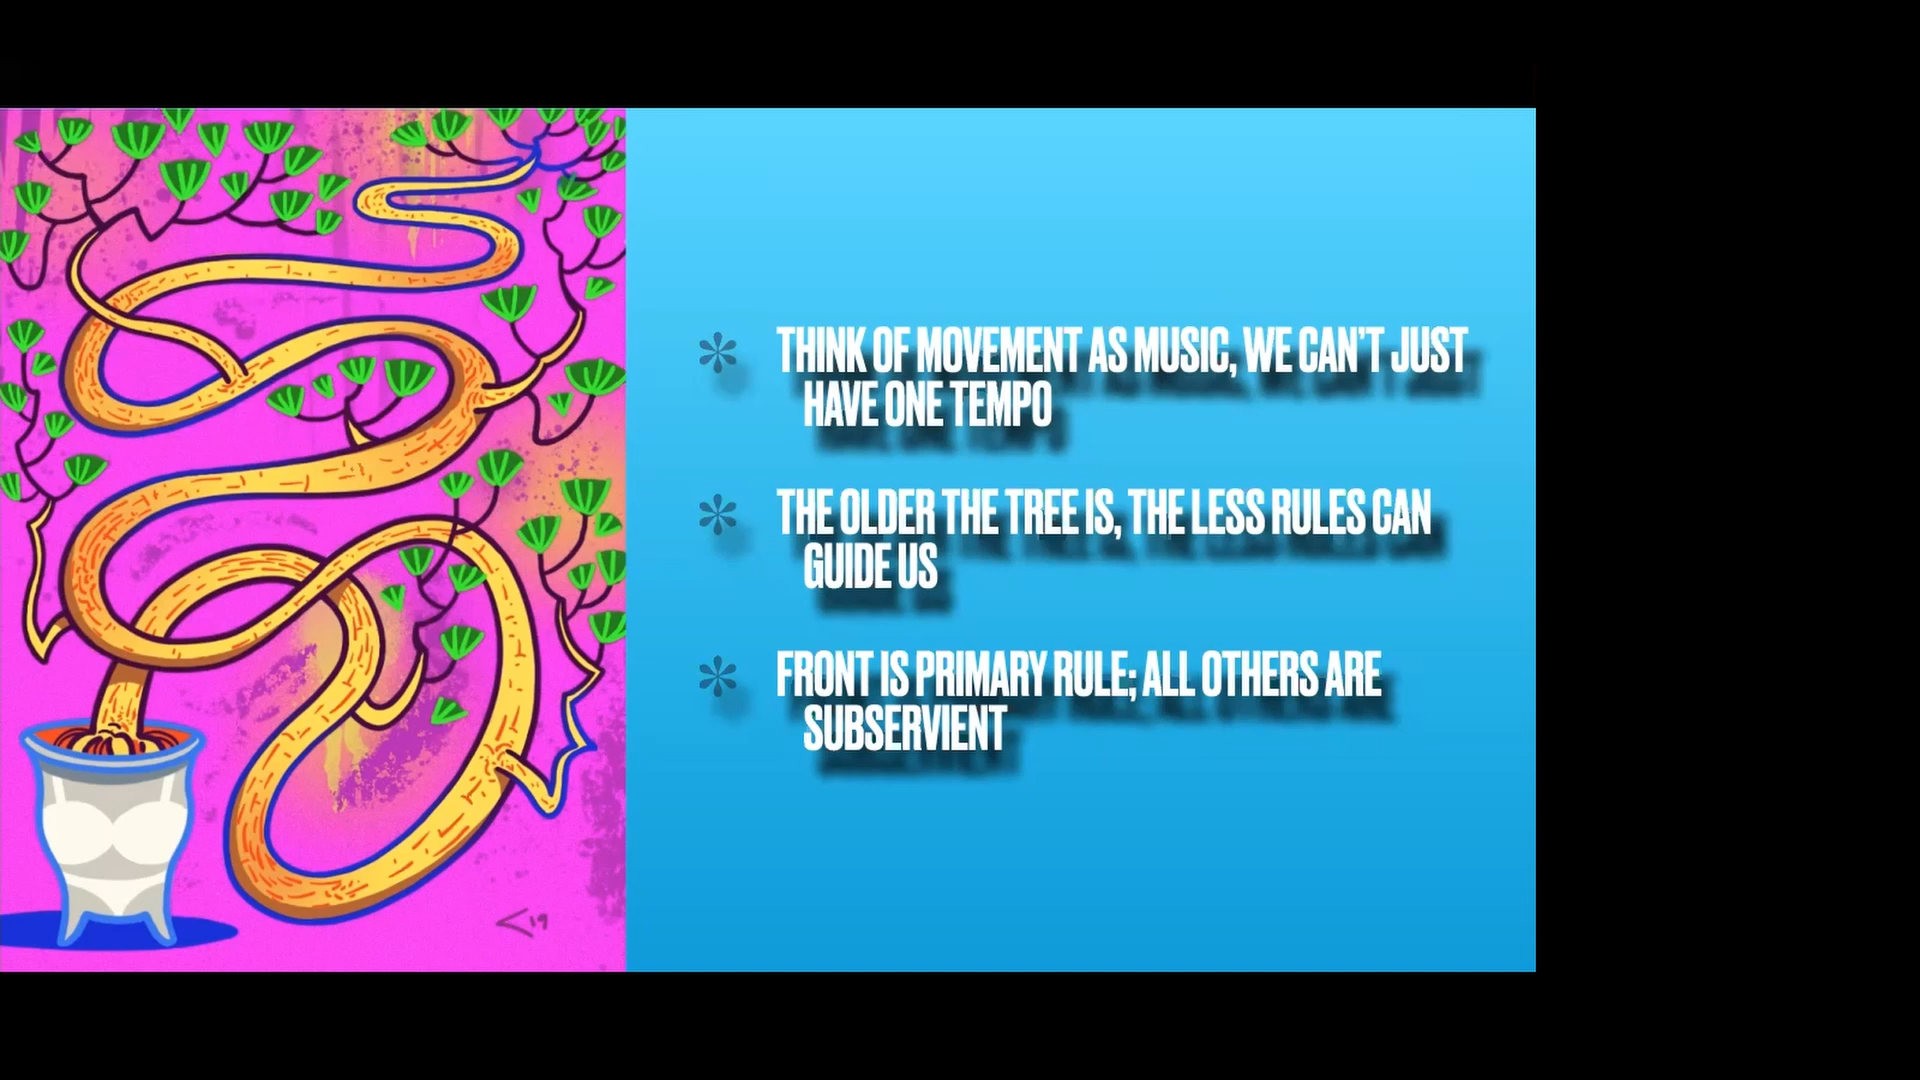 THINK OF MOVEMENT AS MUSIC, WE CAN'T JUST
HAVE ONE TEMPO
THE OLDER THE TREE IS, THE LESS RULES CAN
GUIDE US
FRONT IS PRIMARY RULE; ALL OTHERS ARE
SUBSERVIENT
'19